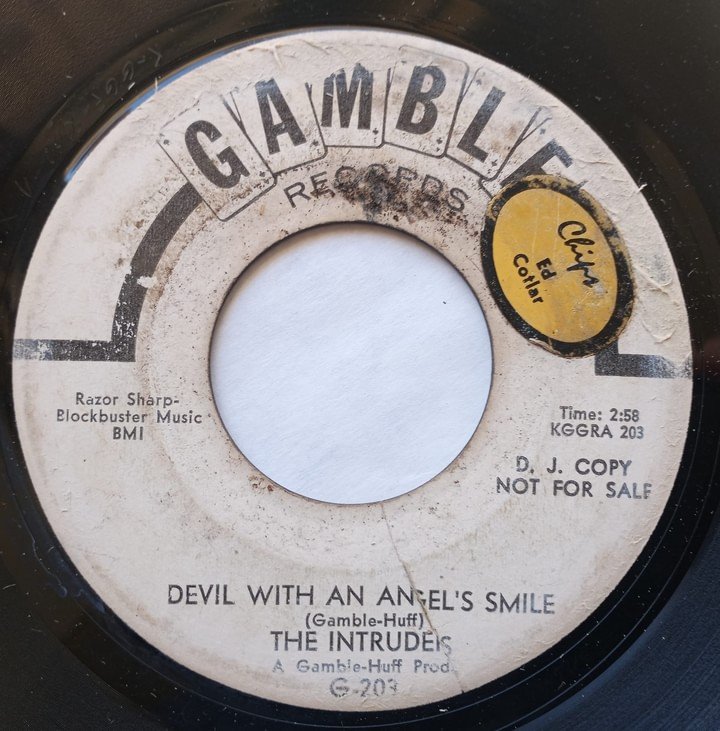 GAMBLE
RECORDS
Chips
Ed
Cotlar
Razor Sharp-
Blockbuster Music
BMI
Time: 2:58
KGGRA 203
D. J. COPY
NOT FOR SALE
DEVIL WITH AN ANGEL'S SMILE
(Gamble-Huff)
THE INTRUDERS
A Gamble-Huff Prod.
G-203